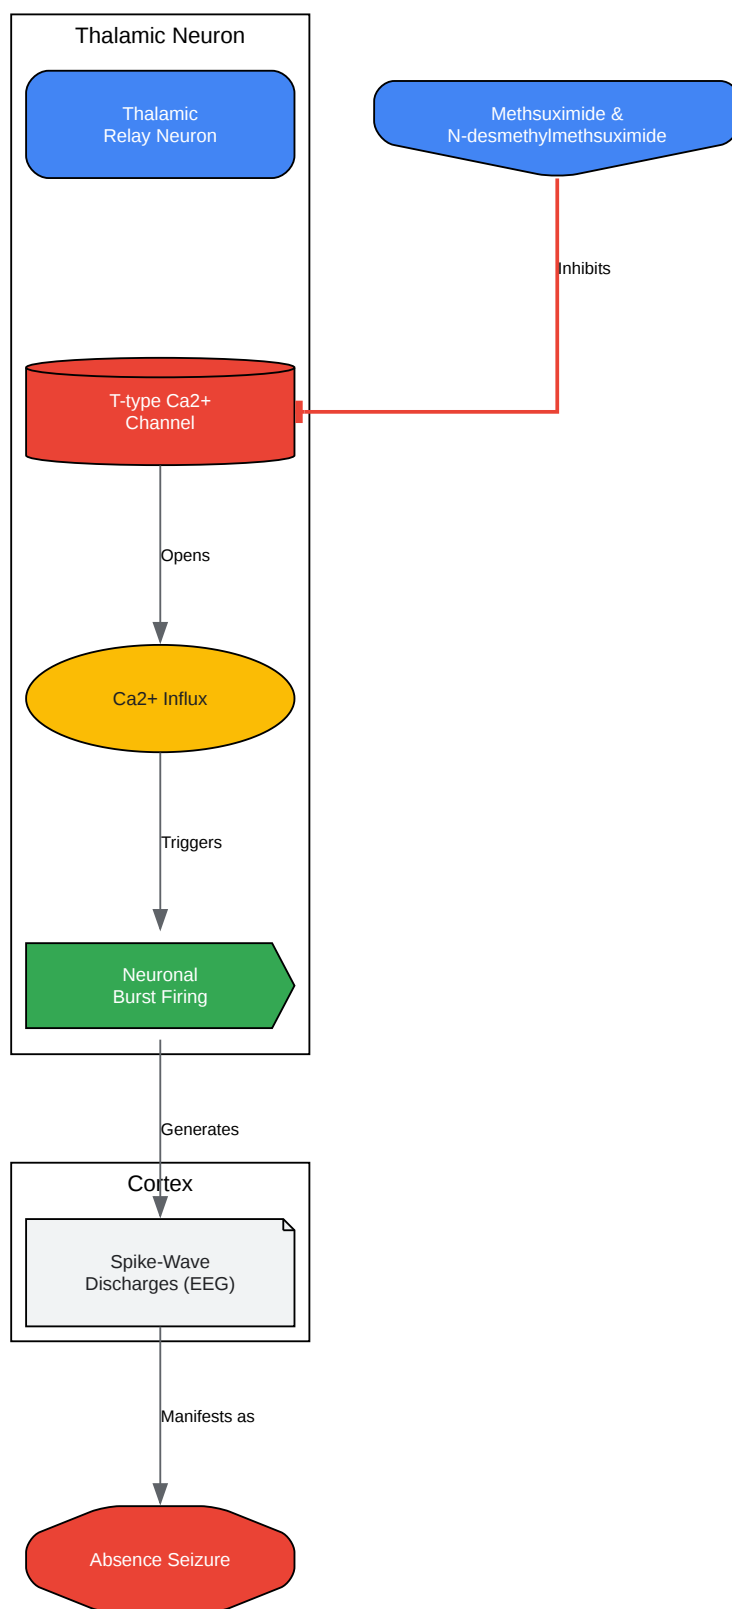 Thalamic Neuron
Thalamic
Relay Neuron
Methsuximide &
N-desmethylmethsuximide
Inhibits
T-type Ca2+
Channel
Opens
Ca2+ Influx
Triggers
Neuronal
Burst Firing
Generates
Cortex
Spike-Wave
Discharges (EEG)
Manifests as
Absence Seizure